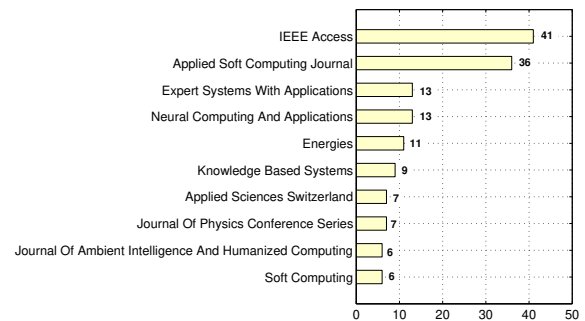 IEEE Access 41
Applied Soft Computing Journal 36
Expert Systems With Applications 13
Neural Computing And Applications 13
Energies 11
Knowledge Based Systems 9
Applied Sciences Switzerland 7
Journal Of Physics Conference Series 7
Journal Of Ambient Intelligence And Humanized Computing 6
Soft Computing 6
0 10 20 30 40 50